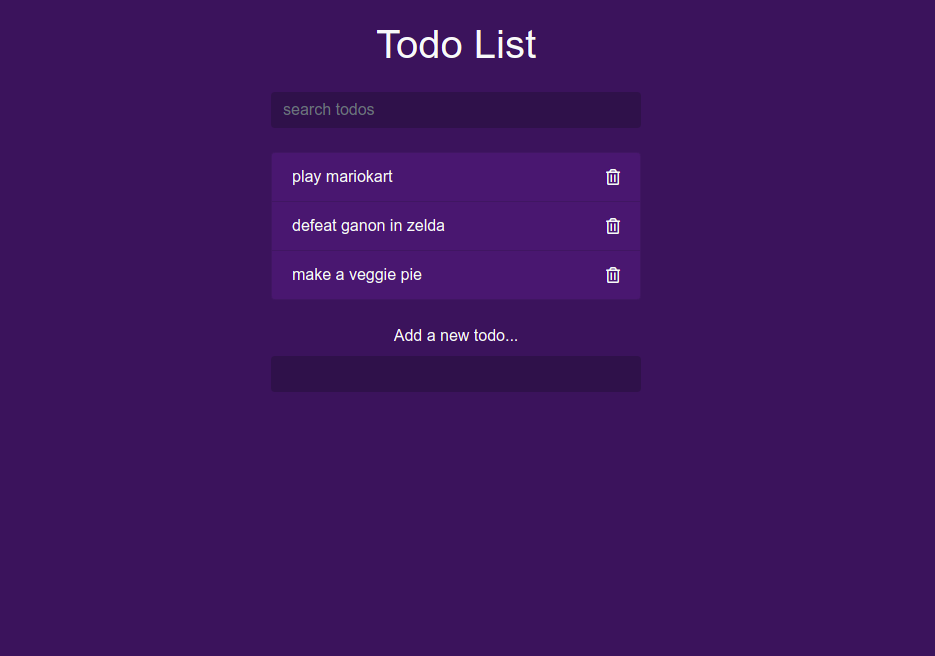 Todo List
search todos
play mariokart
defeat ganon in zelda
make a veggie pie
Add a new todo...